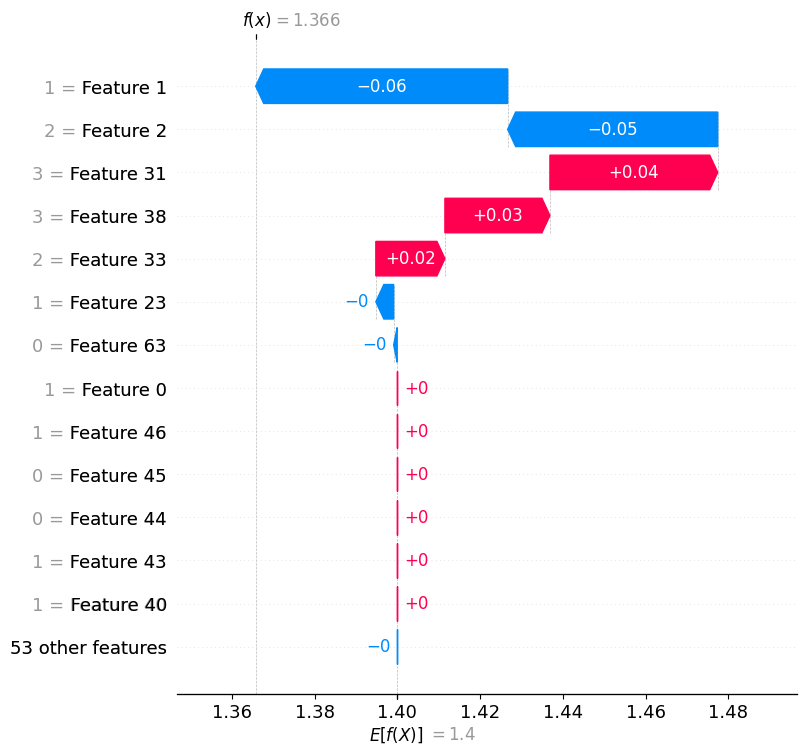 f(x) = 1.366
1 = Feature 1
−0.06
2 = Feature 2
−0.05
3 = Feature 31
+0.04
3 = Feature 38
+0.03
2 = Feature 33
+0.02
1 = Feature 23
−0
0 = Feature 63
−0
1 = Feature 0
+0
1 = Feature 46
+0
0 = Feature 45
+0
0 = Feature 44
+0
1 = Feature 43
+0
1 = Feature 40
+0
53 other features
−0
1.36 1.38 1.40 1.42 1.44 1.46 1.48
E[f(X)] = 1.4